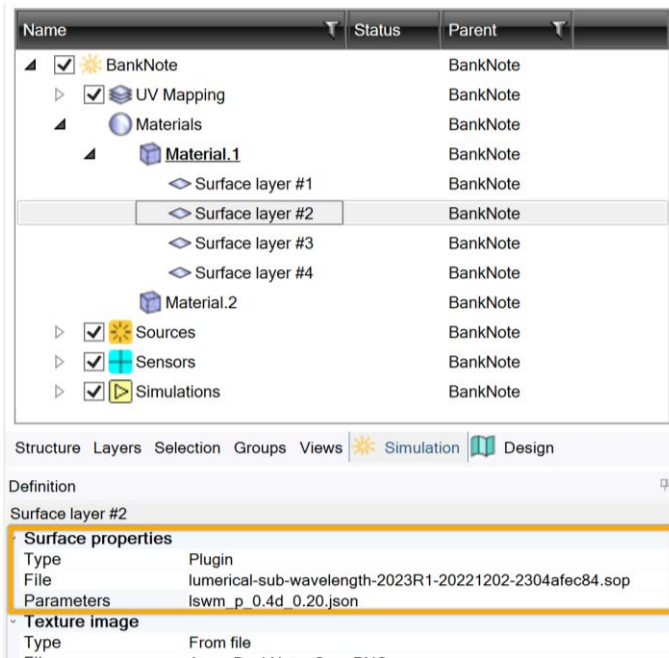 Name Status Parent
BankNote BankNote
UV Mapping BankNote
Materials BankNote
Material.1 BankNote
Surface layer #1 BankNote
Surface layer #2 BankNote
Surface layer #3 BankNote
Surface layer #4 BankNote
Material.2 BankNote
Sources BankNote
Sensors BankNote
Simulations BankNote
Structure Layers Selection Groups Views Simulation Design
Definition
Surface layer #2
Surface properties
Type Plugin
File lumerical-sub-wavelength-2023R1-20221202-2304afec84.sop
Parameters lswm_p_0.4d_0.20.json
Texture image
Type From file